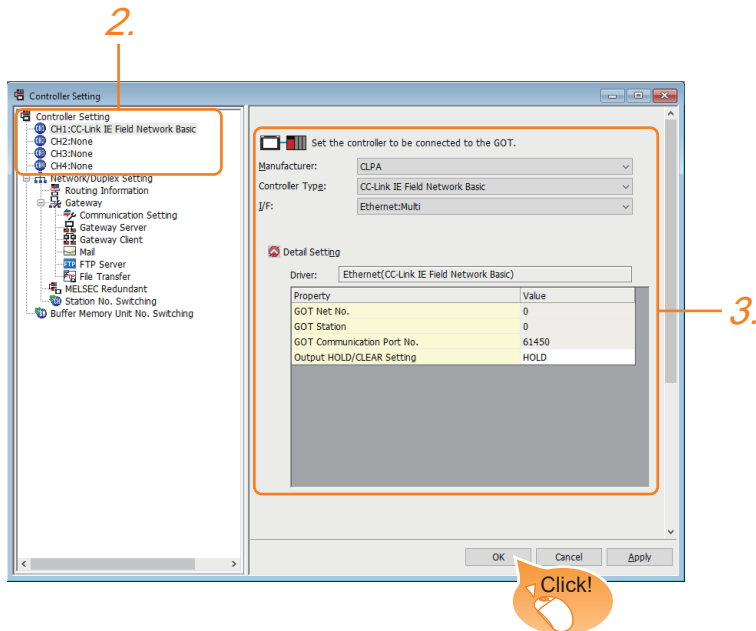 2.
Controller Setting
Controller Setting
CH1:CC-Link IE Field Network Basic
CH2:None
CH3:None
CH4:None
Network/Duplex Setting
Routing Information
Gateway
Communication Setting
Gateway Server
Gateway Client
Mail
FTP Server
File Transfer
MELSEC Redundant
Station No. Switching
Buffer Memory Unit No. Switching
Set the controller to be connected to the GOT.
Manufacturer: CLPA
Controller Type: CC-Link IE Field Network Basic
I/F: Ethernet:Multi
Detail Setting
Driver: Ethernet(CC-Link IE Field Network Basic)
Property Value
GOT Net No. 0
GOT Station 0
GOT Communication Port No. 61450
Output HOLD/CLEAR Setting HOLD
3.
OK Cancel Apply
Click!